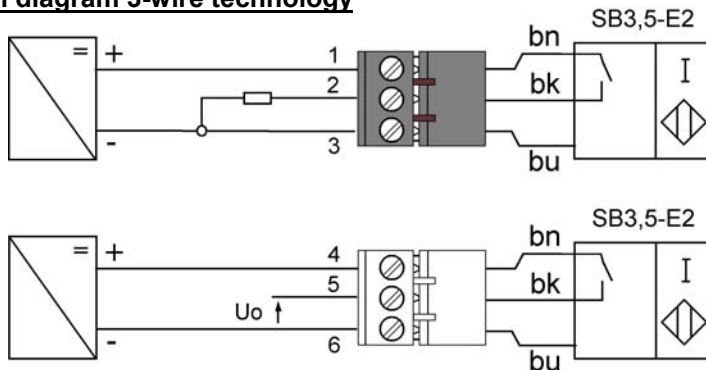 diagram 3-wire technology
SB3,5-E2
= + 1 bn
2 bk I
- 3
bu
SB3,5-E2
= + 4 bn
5 bk I
Uo
- 6
bu